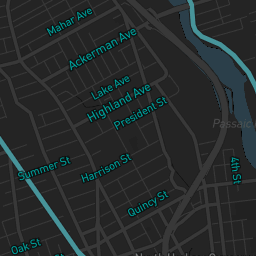 Mahar Ave
Ackerman Ave
Lake Ave
Highland Ave
President St
Passaic
Summer St
Harrison St
4th St
Quincy St
Oak St